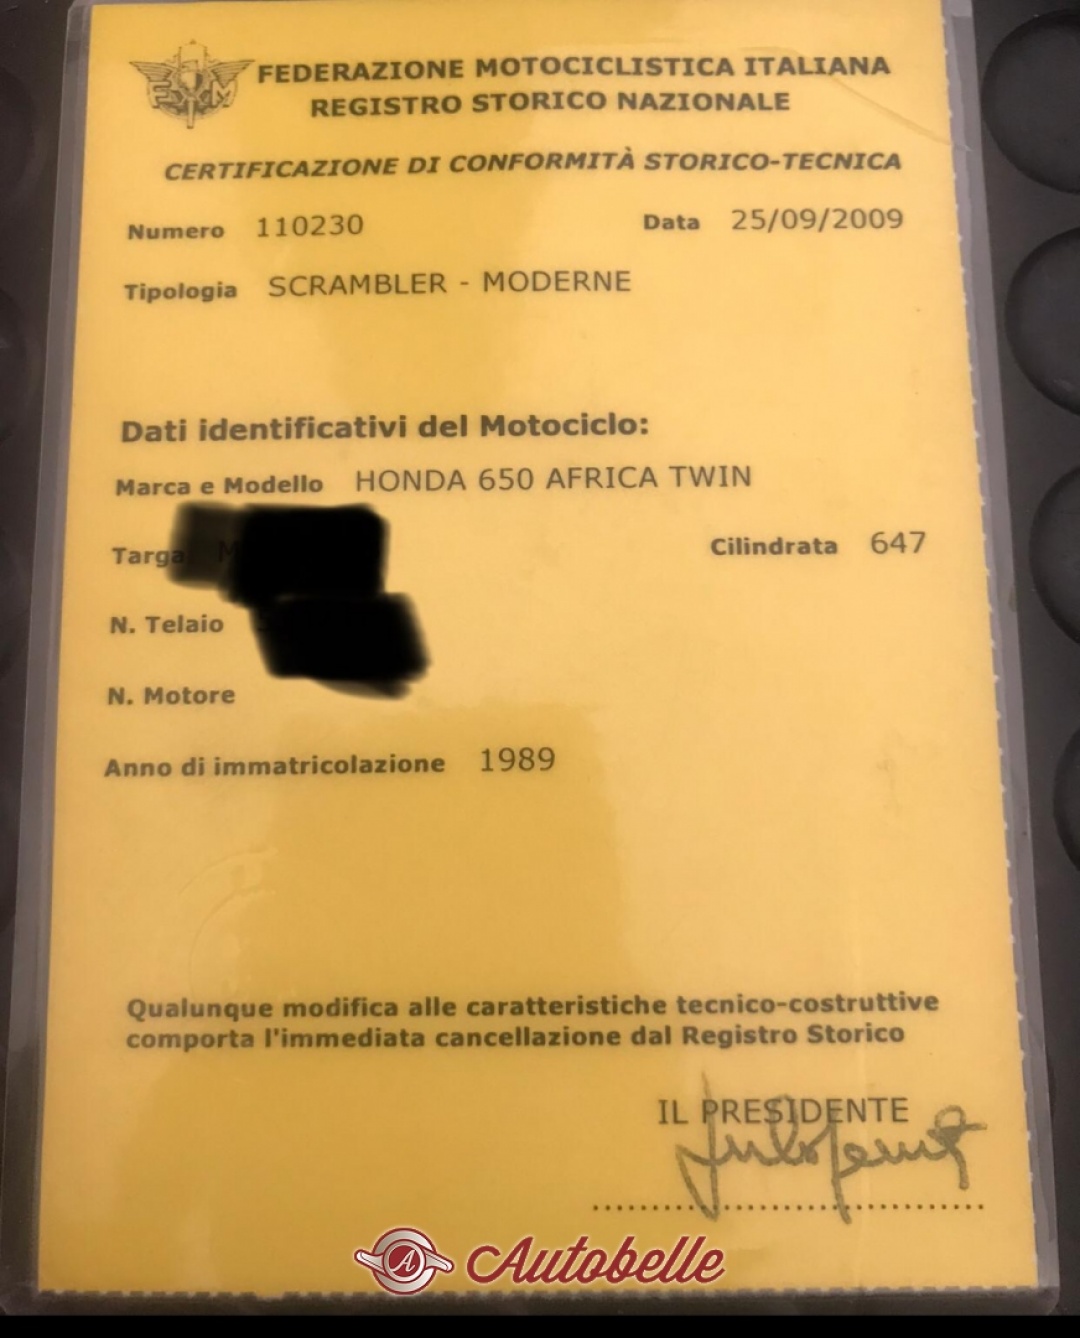 FMI
FEDERAZIONE MOTOCICLISTICA ITALIANA
REGISTRO STORICO NAZIONALE
CERTIFICAZIONE DI CONFORMITÀ STORICO-TECNICA
Numero 110230 Data 25/09/2009
Tipologia SCRAMBLER - MODERNE
Dati identificativi del Motociclo:
Marca e Modello HONDA 650 AFRICA TWIN
Targa M Cilindrata 647
N. Telaio
N. Motore
Anno di immatricolazione 1989
Qualunque modifica alle caratteristiche tecnico-costruttive
comporta l'immediata cancellazione dal Registro Storico
IL PRESIDENTE
A Autobelle